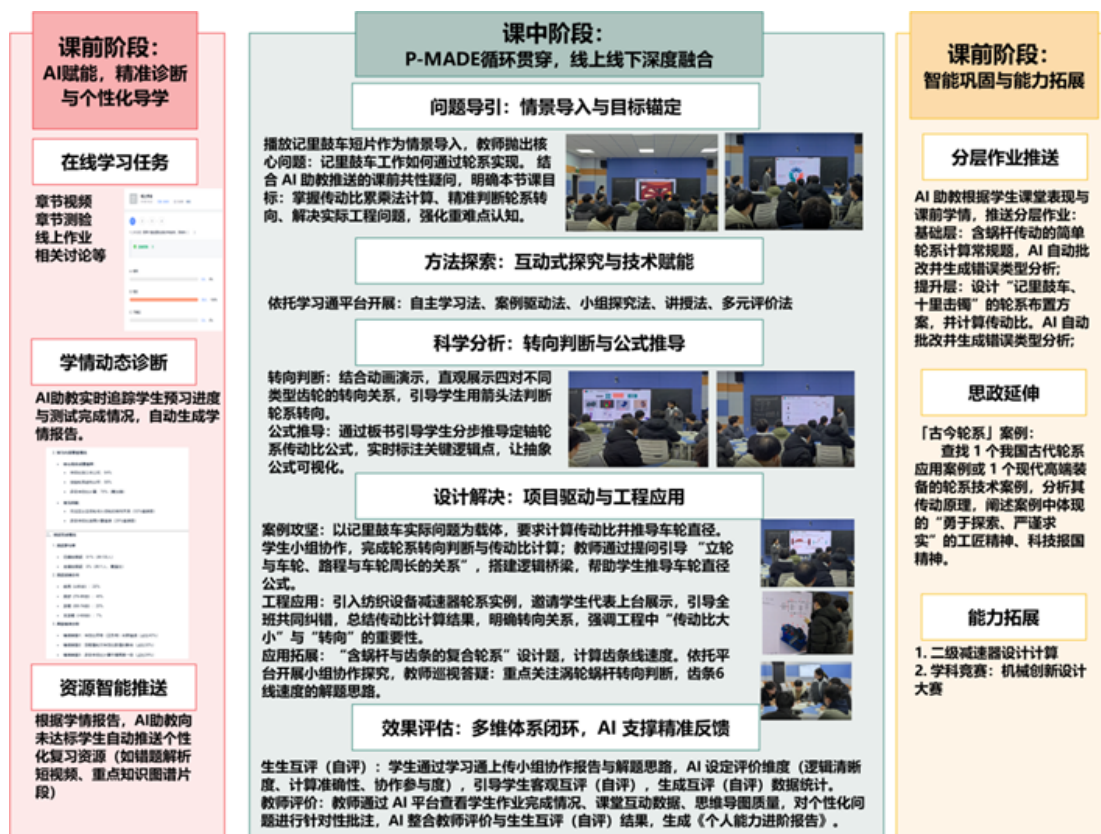 课前阶段：
AI赋能，精准诊断
与个性化导学
在线学习任务
章节视频
章节测验
线上作业
相关讨论等
学情动态诊断
AI助教实时追踪学生预习进度
与测试完成情况，自动生成学
情报告。
资源智能推送
根据学情报告，AI助教向
未达标学生自动推送个性
化复习资源（如错题解析
短视频、重点知识图谱片
段）
课中阶段：
P-MADE循环贯穿，线上线下深度融合
问题导引：情景导入与目标锚定
播放记里鼓车短片作为情景导入，教师抛出核
心问题：记里鼓车工作如何通过轮系实现。 结
合 AI 助教推送的课前共性疑问，明确本节课目
标：掌握传动比累乘法计算、精准判断轮系转
向、解决实际工程问题，强化重难点认知。
方法探索：互动式探究与技术赋能
依托学习通平台开展：自主学习法、案例驱动法、小组探究法、讲授法、多元评价法
科学分析：转向判断与公式推导
转向判断：结合动画演示，直观展示四对不同
类型齿轮的转向关系，引导学生用箭头法判断
轮系转向。
公式推导：通过板书引导学生分步推导定轴轮
系传动比公式，实时标注关键逻辑点，让抽象
公式可视化。
设计解决：项目驱动与工程应用
案例攻坚：以记里鼓车实际问题为载体，要求计算传动比并推导车轮直径。
学生小组协作，完成轮系转向判断与传动比计算；教师通过提问引导 “立轮
与车轮、路程与车轮周长的关系”，搭建逻辑桥梁，帮助学生推导车轮直径
公式。
工程应用：引入纺织设备减速器轮系实例，邀请学生代表上台展示，引导全
班共同纠错，总结传动比计算结果，明确转向关系，强调工程中“传动比大
小”与“转向”的重要性。
应用拓展：“含蜗杆与齿条的复合轮系”设计题，计算齿条线速度。依托平
台开展小组协作探究，教师巡视答疑：重点关注涡轮蜗杆转向判断，齿条6
线速度的解题思路。
效果评估：多维体系闭环，AI 支撑精准反馈
生生互评（自评）：学生通过学习通上传小组协作报告与解题思路，AI 设定评价维度（逻辑清晰
度、计算准确性、协作参与度），引导学生客观互评（自评），生成互评（自评）数据统计。
教师评价：教师通过 AI 平台查看学生作业完成情况、课堂互动数据、思维导图质量，对个性化问
题进行针对性批注，AI 整合教师评价与生生互评（自评）结果，生成《个人能力进阶报告》。
课前阶段：
智能巩固与能力拓展
分层作业推送
AI 助教根据学生课堂表现与
课前学情，推送分层作业：
基础层：含蜗杆传动的简单
轮系计算常规题，AI 自动批
改并生成错误类型分析;
提升层：设计“记里鼓车、
十里击镯”的轮系布置方
案，并计算传动比。AI 自动
批改并生成错误类型分析;
思政延伸
「古今轮系」案例：
查找 1 个我国古代轮系
应用案例或 1 个现代高端装
备的轮系技术案例，分析其
传动原理，阐述案例中体现
的“勇于探索、严谨求
实”的工匠精神、科技报国
精神。
能力拓展
1. 二级减速器设计计算
2. 学科竞赛：机械创新设计
大赛